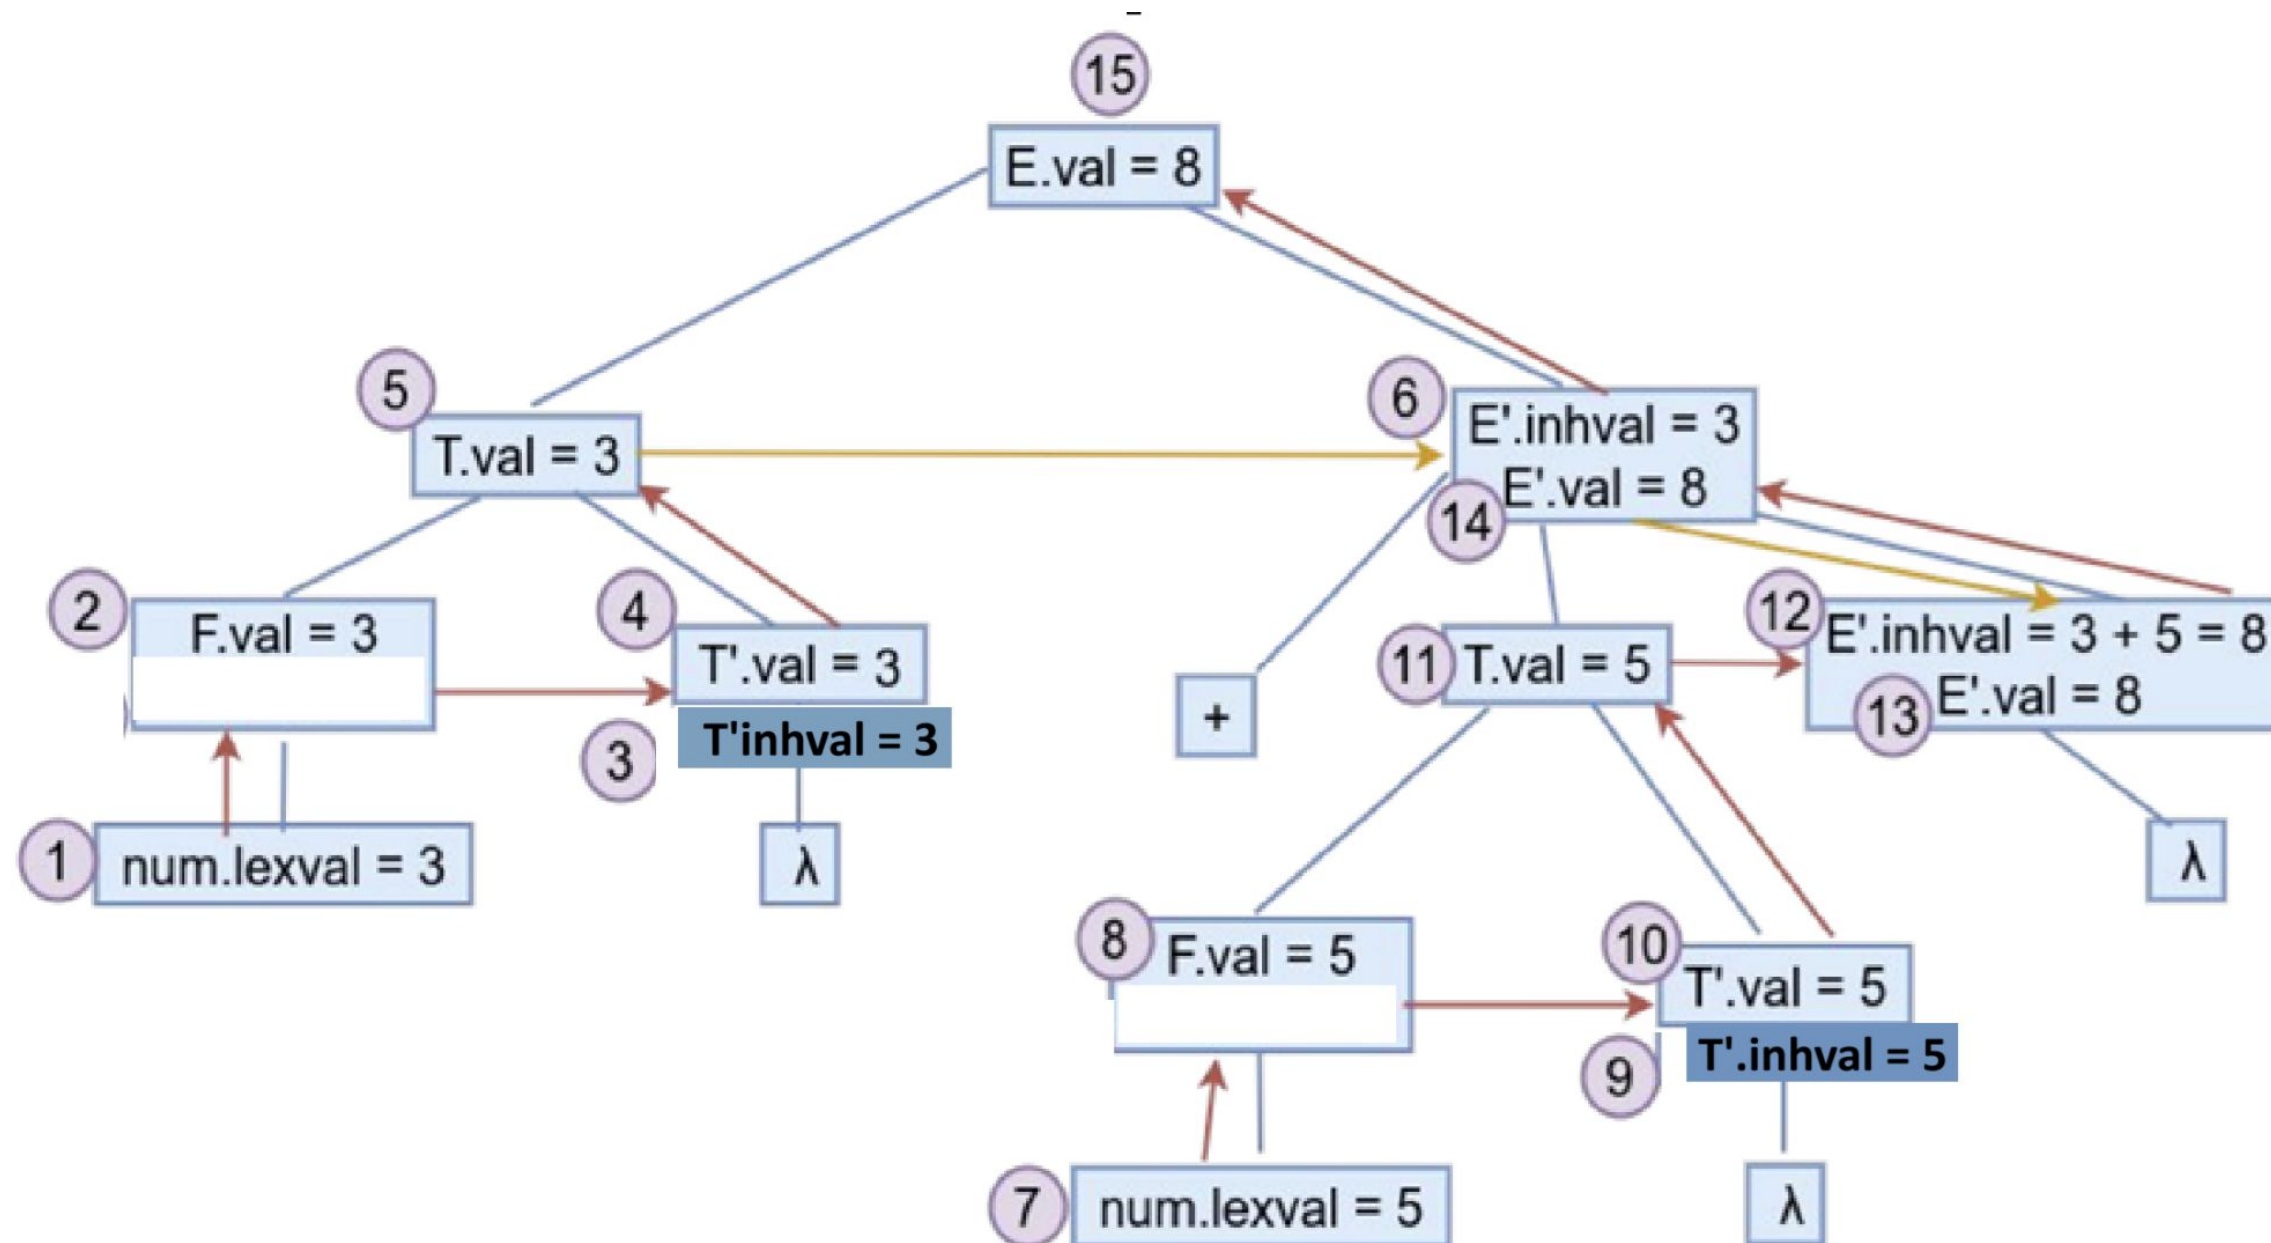 15
E.val = 8
5
T.val = 3
6
E'.inhval = 3
14
E'.val = 8
2
F.val = 3
4
T'.val = 3
3
T'inhval = 3
1
num.lexval = 3
λ
+
11
T.val = 5
12
E'.inhval = 3 + 5 = 8
13
E'.val = 8
λ
8
F.val = 5
10
T'.val = 5
9
T'.inhval = 5
7
num.lexval = 5
λ